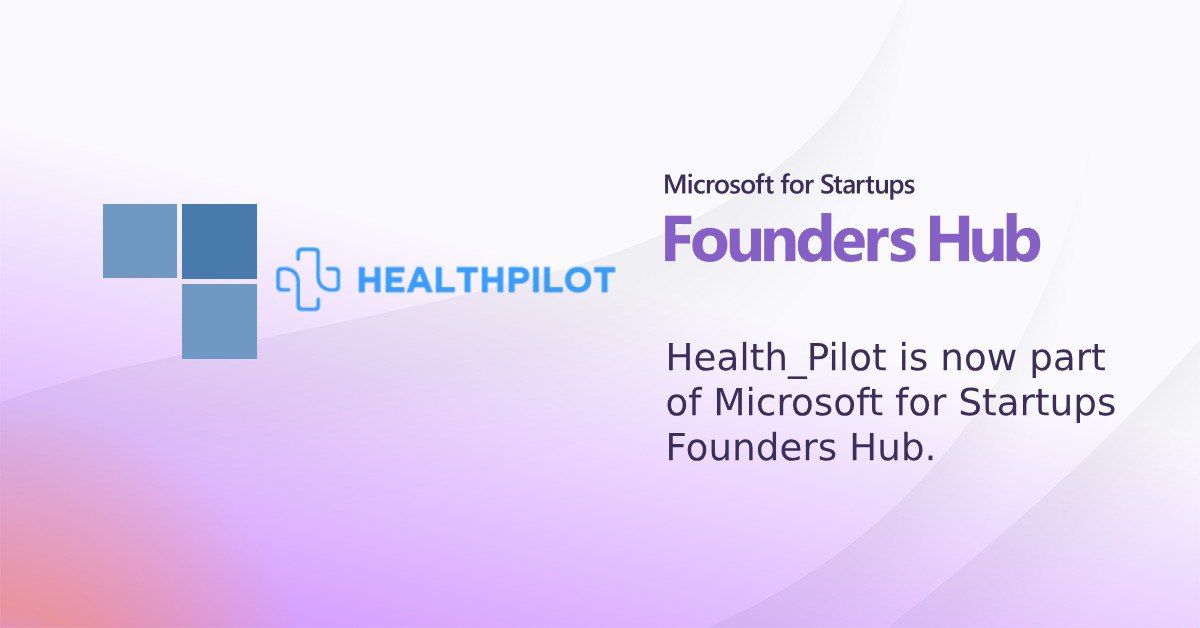 HEALTHPILOT
Microsoft for Startups
Founders Hub
Health_Pilot is now part
of Microsoft for Startups
Founders Hub.